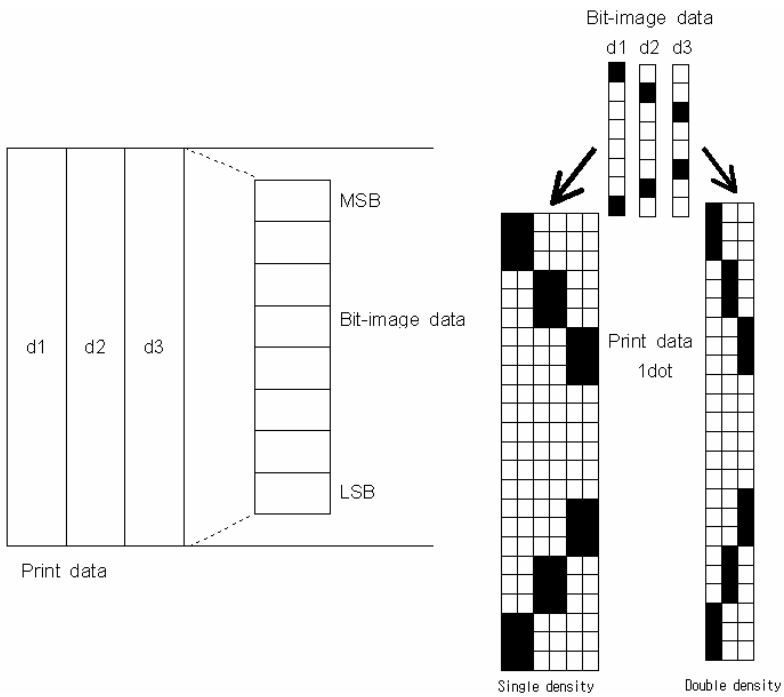 Bit-image data
d1 d2 d3
MSB
Bit-image data
d1 d2 d3
Print data
1dot
LSB
Print data
Single density
Double density